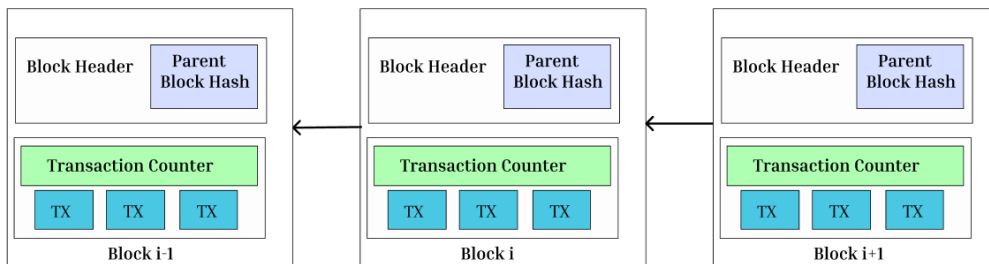 Block Header
Parent
Block Hash
Transaction Counter
TX TX TX
Block i-1
Block Header
Parent
Block Hash
Transaction Counter
TX TX TX
Block i
Block Header
Parent
Block Hash
Transaction Counter
TX TX TX
Block i+1